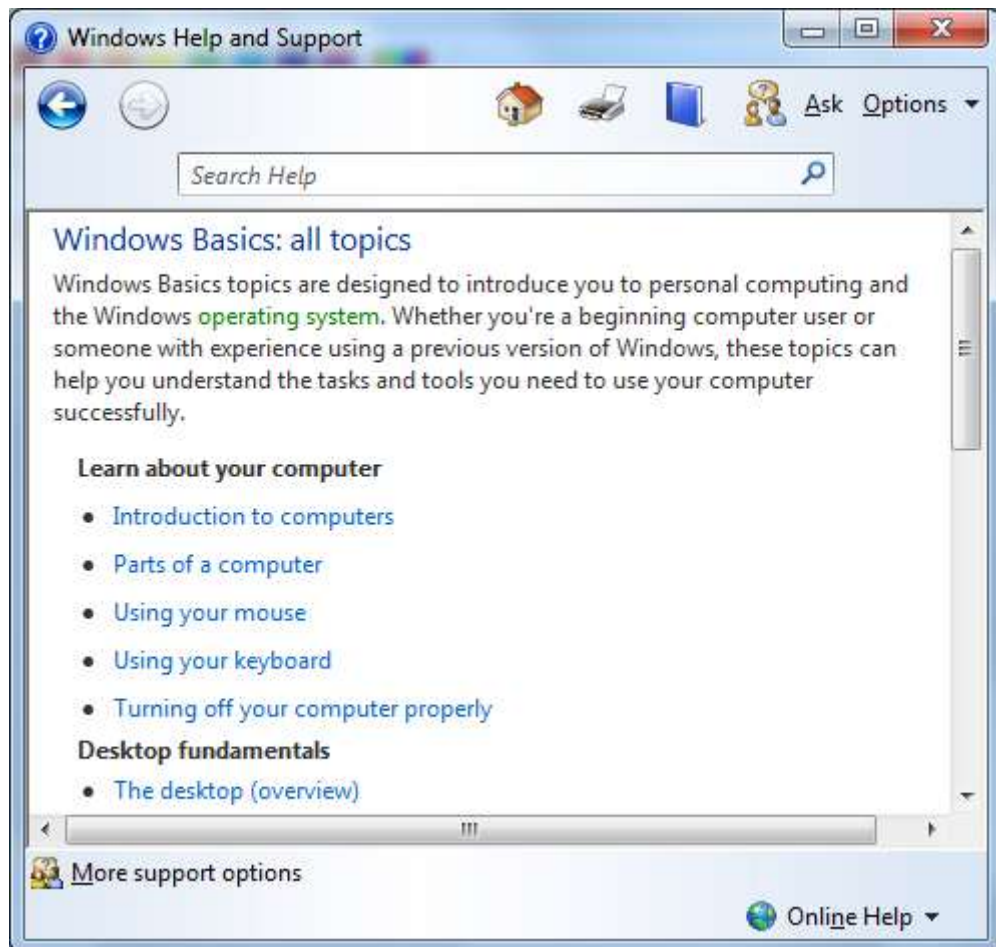 Windows Help and Support
Ask Options
Search Help
Windows Basics: all topics
Windows Basics topics are designed to introduce you to personal computing and
the Windows operating system. Whether you're a beginning computer user or
someone with experience using a previous version of Windows, these topics can
help you understand the tasks and tools you need to use your computer
successfully.
Learn about your computer
• Introduction to computers
• Parts of a computer
• Using your mouse
• Using your keyboard
• Turning off your computer properly
Desktop fundamentals
• The desktop (overview)
More support options
Online Help